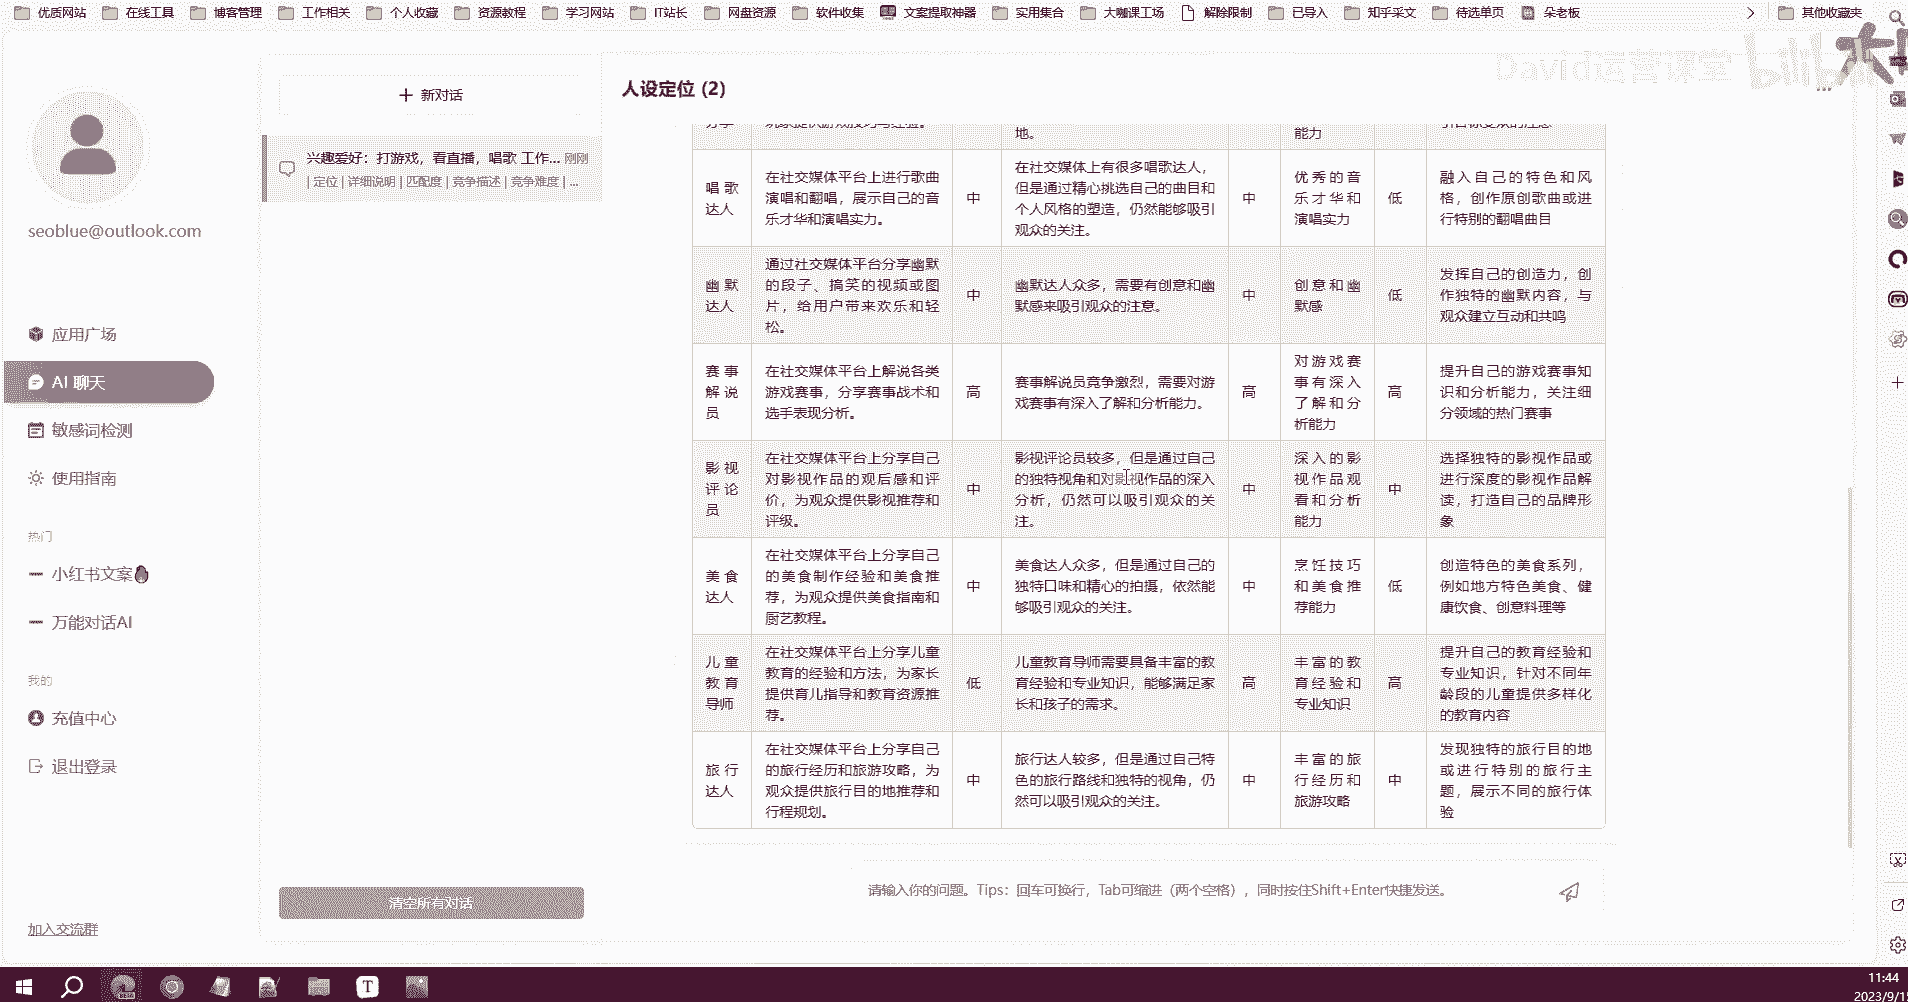 优质网站 在线工具 博客管理 工作相关 个人收藏 资源教程 学习网站 IT站长 网盘资源 软件收集 文案提取神器 实用集合 大咖课工场 解除限制 已导入 知乎采文 待选单页 朵老板 其他收藏夹
David运营课堂 bilibili
seoblue@outlook.com
应用广场
AI 聊天
敏感词检测
使用指南
热门
小红书文案
万能对话AI
我的
充值中心
退出登录
加入交流群
新对话
兴趣爱好：打游戏，看直播，唱歌 工作... 刚刚
| 定位 | 详细说明 | 匹配度 | 竞争描述 | 竞争难度 | ...
清空所有对话
人设定位 (2)
地。
能力
唱歌
达人
在社交媒体平台上进行歌曲
演唱和翻唱，展示自己的音
乐才华和演唱实力。
中
在社交媒体上有很多唱歌达人，
但是通过精心挑选自己的曲目和
个人风格的塑造，仍然能够吸引
观众的关注。
中
优秀的音
乐才华和
演唱实力
低
融入自己的特色和风
格，创作原创歌曲或进
行特别的翻唱曲目
幽默
达人
通过社交媒体平台分享幽默
的段子、搞笑的视频或图
片，给用户带来欢乐和轻
松。
中
幽默达人众多，需要有创意和幽
默感来吸引观众的注意。
中
创意和幽
默感
低
发挥自己的创造力，创
作独特的幽默内容，与
观众建立互动和共鸣
赛事
解说
员
在社交媒体平台上解说各类
游戏赛事，分享赛事战术和
选手表现分析。
高
赛事解说员竞争激烈，需要对游
戏赛事有深入了解和分析能力。
高
对游戏赛
事有深入
了解和分
析能力
高
提升自己的游戏赛事知
识和分析能力，关注细
分领域的热门赛事
影视
评论
员
在社交媒体平台上分享自己
对影视作品的观后感和评
价，为观众提供影视推荐和
评级。
中
影视评论员较多，但是通过自己
的独特视角和对影视作品的深入
分析，仍然可以吸引观众的关
注。
中
深入的影
视作品观
看和分析
能力
中
选择独特的影视作品或
进行深度的影视作品解
读，打造自己的品牌形
象
美食
达人
在社交媒体平台上分享自己
的美食制作经验和美食推
荐，为观众提供美食指南和
厨艺教程。
中
美食达人众多，但是通过自己的
独特口味和精心的拍摄，依然能
够吸引观众的关注。
中
烹饪技巧
和美食推
荐能力
低
创造特色的美食系列，
例如地方特色美食、健
康饮食、创意料理等
儿童
教育
导师
在社交媒体平台上分享儿童
教育的经验和方法，为家长
提供育儿指导和教育资源推
荐。
低
儿童教育导师需要具备丰富的教
育经验和专业知识，能够满足家
长和孩子的需求。
高
丰富的教
育经验和
专业知识
高
提升自己的教育经验和
专业知识，针对不同年
龄段的儿童提供多样化
的教育内容
旅行
达人
在社交媒体平台上分享自己
的旅行经历和旅游攻略，为
观众提供旅行目的地推荐和
行程规划。
中
旅行达人较多，但是通过自己特
色的旅行路线和独特的视角，仍
然可以吸引观众的关注。
中
丰富的旅
行经历和
旅游攻略
中
发现独特的旅行目的地
或进行特别的旅行主
题，展示不同的旅行体
验
请输入你的问题。Tips：回车可换行，Tab可缩进（两个空格），同时按住Shift+Enter快捷发送。
11:44